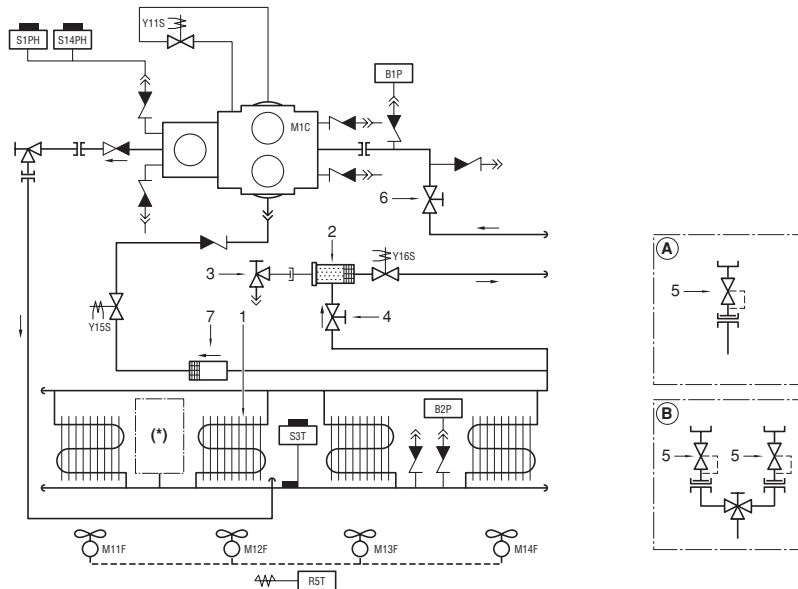 Y11S
S1PH
S14PH
B1P
M1C
6
2
Y16S
3
A
5
Y15S
7
1
4
B2P
B
(*)
S3T
5
5
M11F
M12F
M13F
M14F
R5T